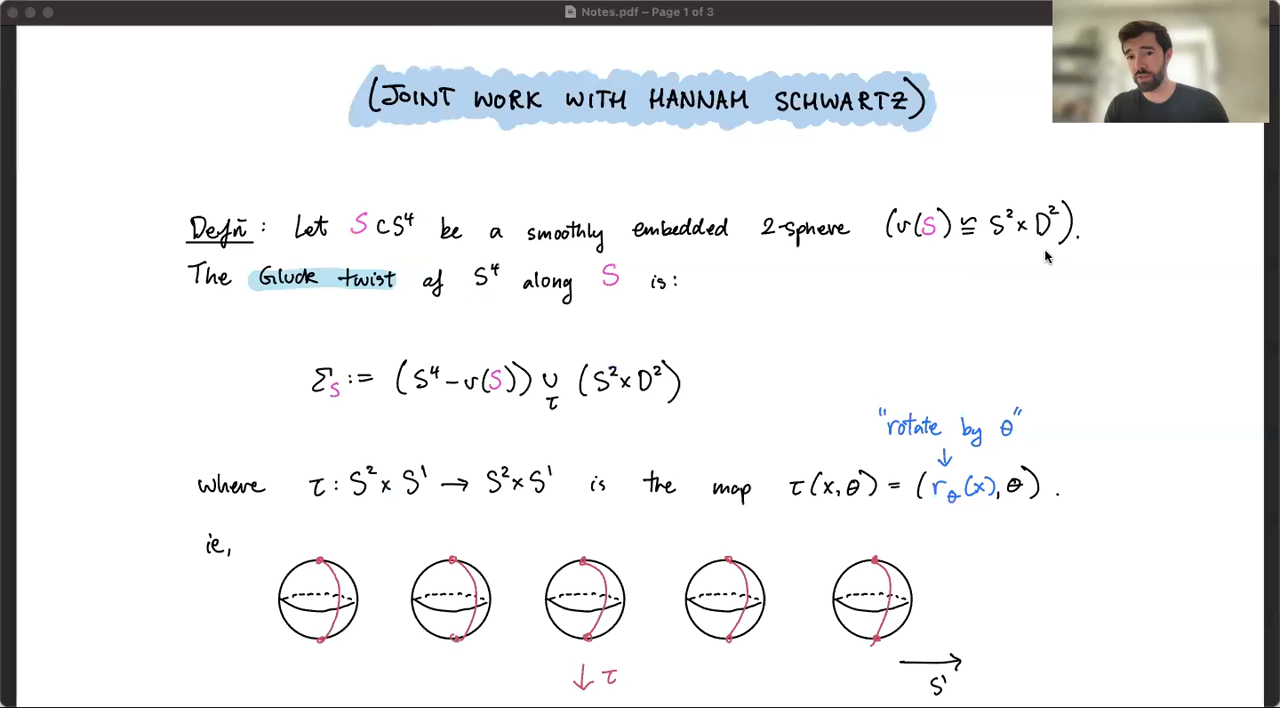 Notes.pdf – Page 1 of 3
(JOINT WORK WITH HANNAH SCHWARTZ)
Defn̄: Let S ⊂ S⁴ be a smoothly embedded 2-sphere (ν(S) ≅ S² × D²).
The Gluck twist of S⁴ along S is:
Σ_S := (S⁴ – ν(S)) ∪_τ (S² × D²)
"rotate by θ"
↓
where τ : S² × S¹ → S² × S¹ is the map τ(x, θ) = (r_θ(x), θ).
ie,
↓ τ
→
S¹